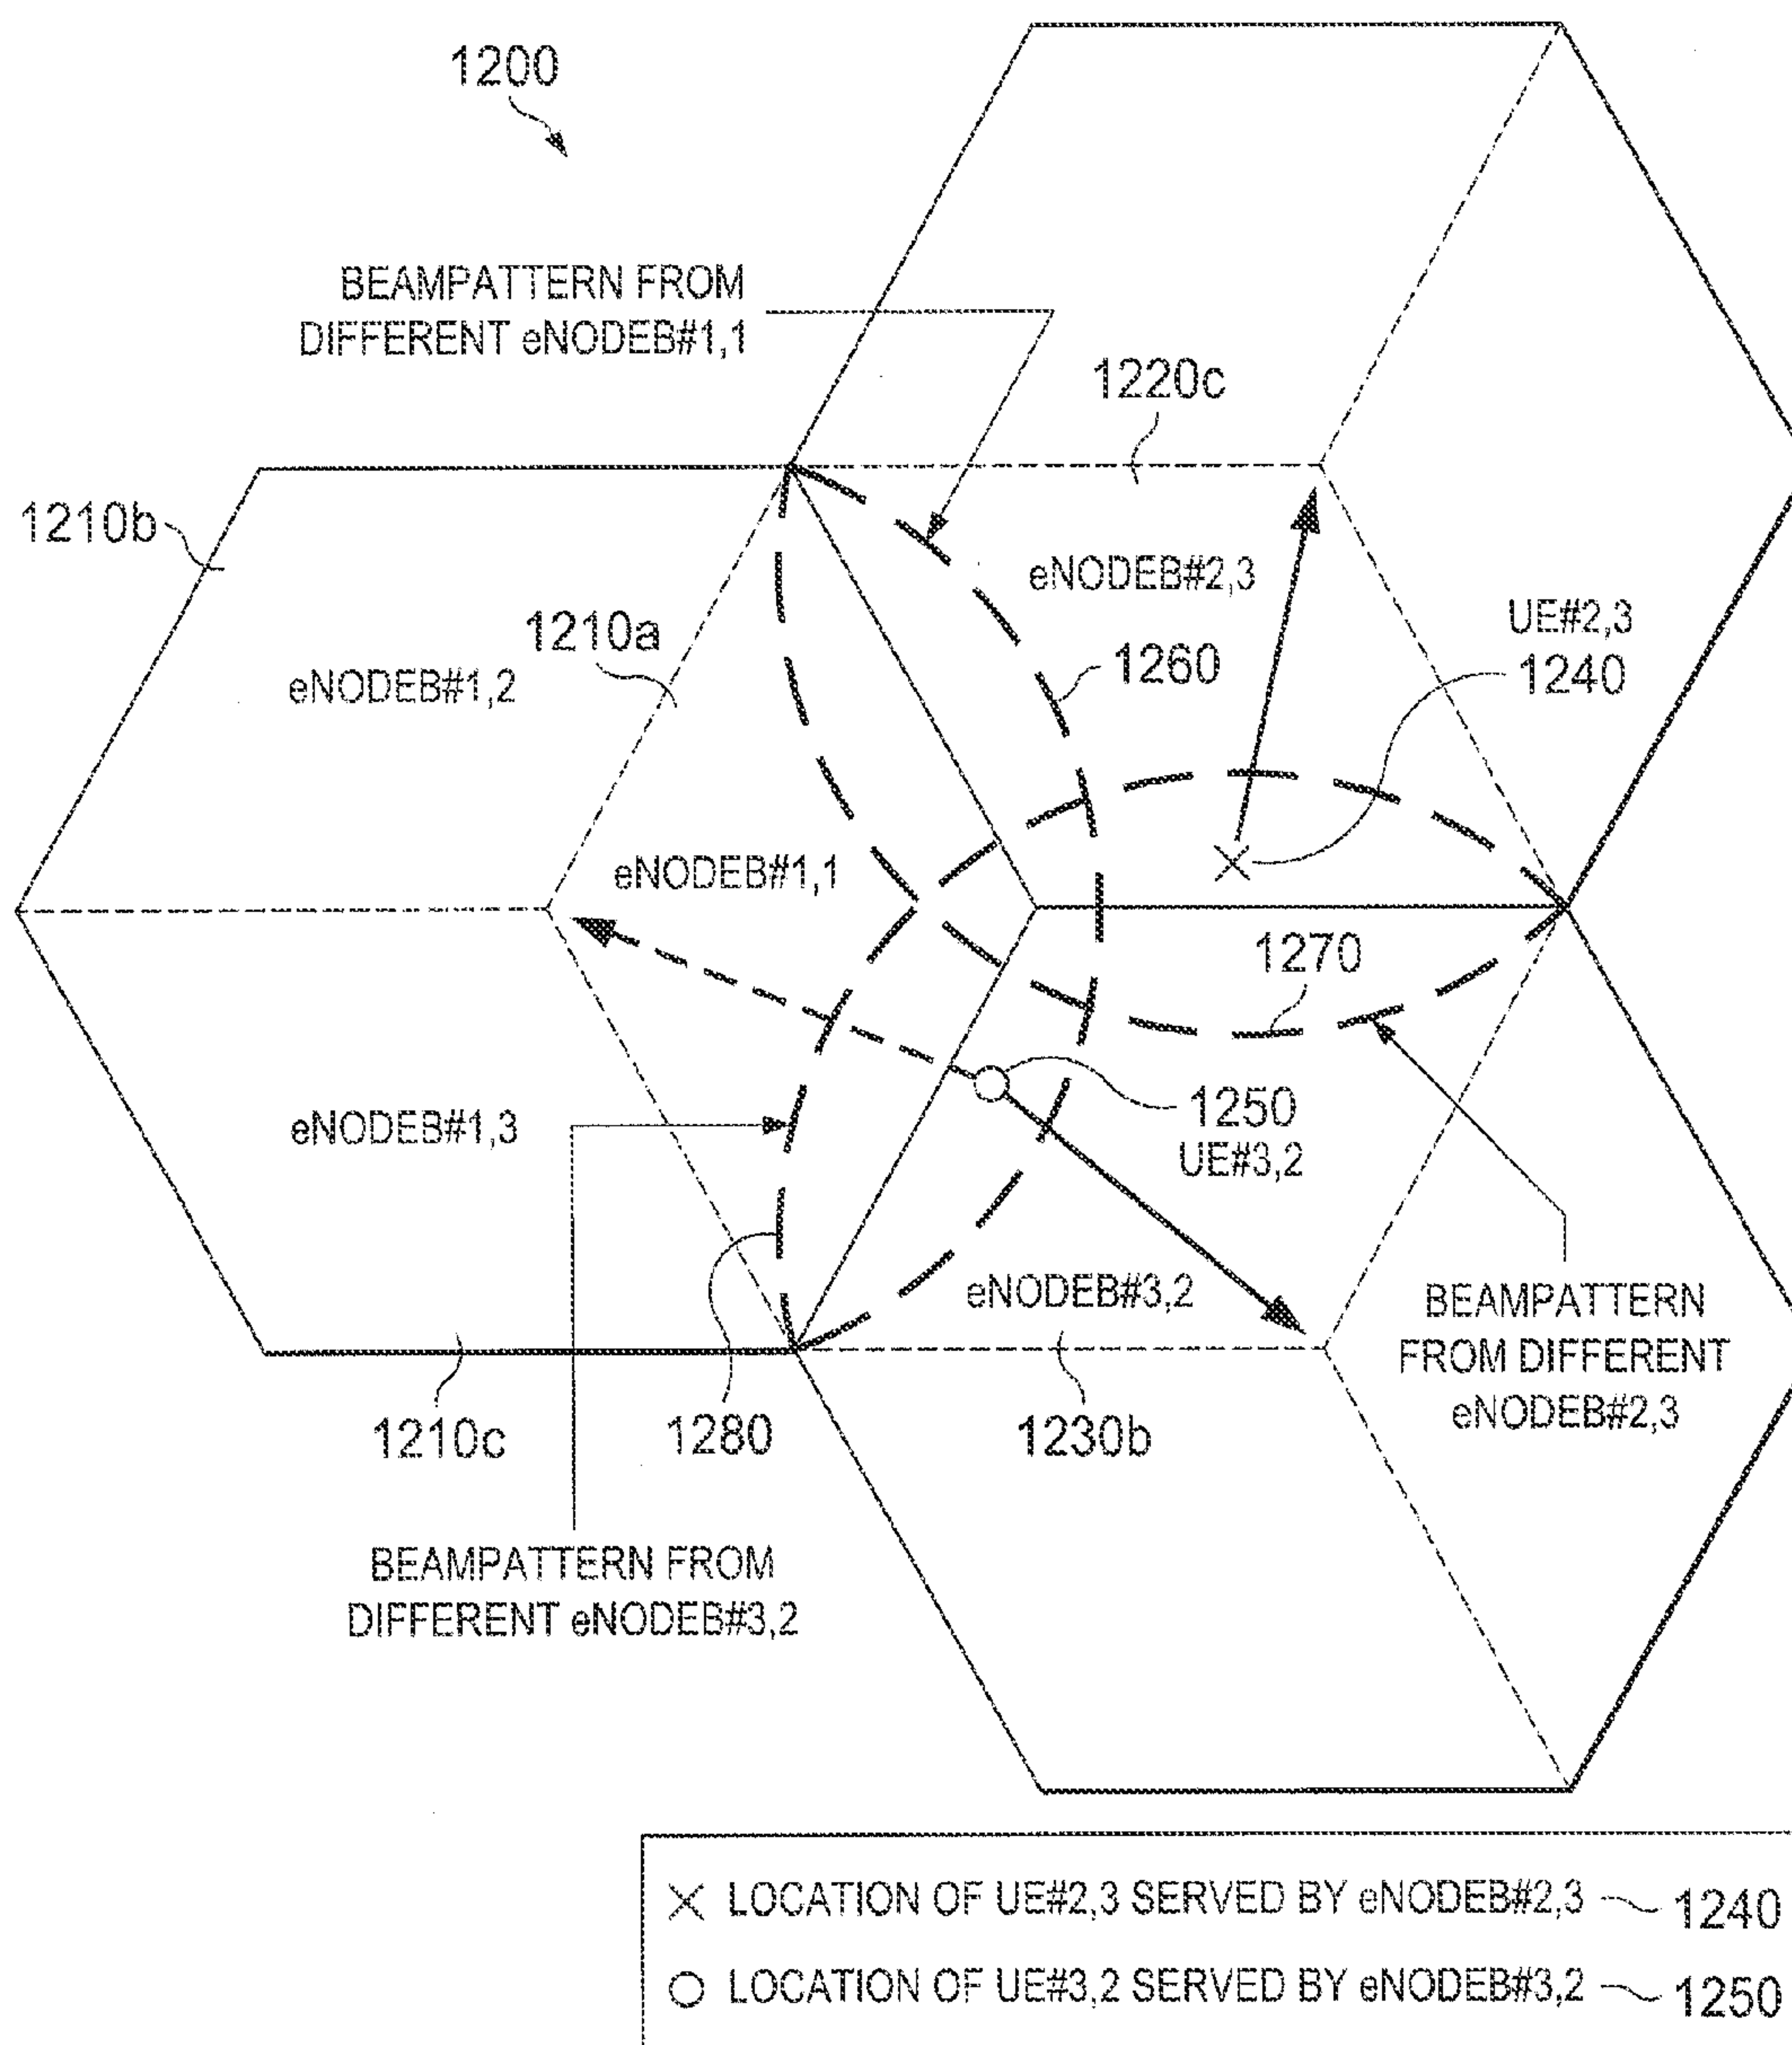 1200
BEAMPATTERN FROM
DIFFERENT eNODEB#1,1
1220c
1210b
eNODEB#2,3
1210a
UE#2,3
1240
1260
eNODEB#1,2
eNODEB#1,1
1270
1250
UE#3,2
eNODEB#1,3
eNODEB#3,2
BEAMPATTERN
FROM DIFFERENT
eNODEB#2,3
1210c
1280
1230b
BEAMPATTERN FROM
DIFFERENT eNODEB#3,2
X LOCATION OF UE#2,3 SERVED BY eNODEB#2,3 ~ 1240
O LOCATION OF UE#3,2 SERVED BY eNODEB#3,2 ~ 1250